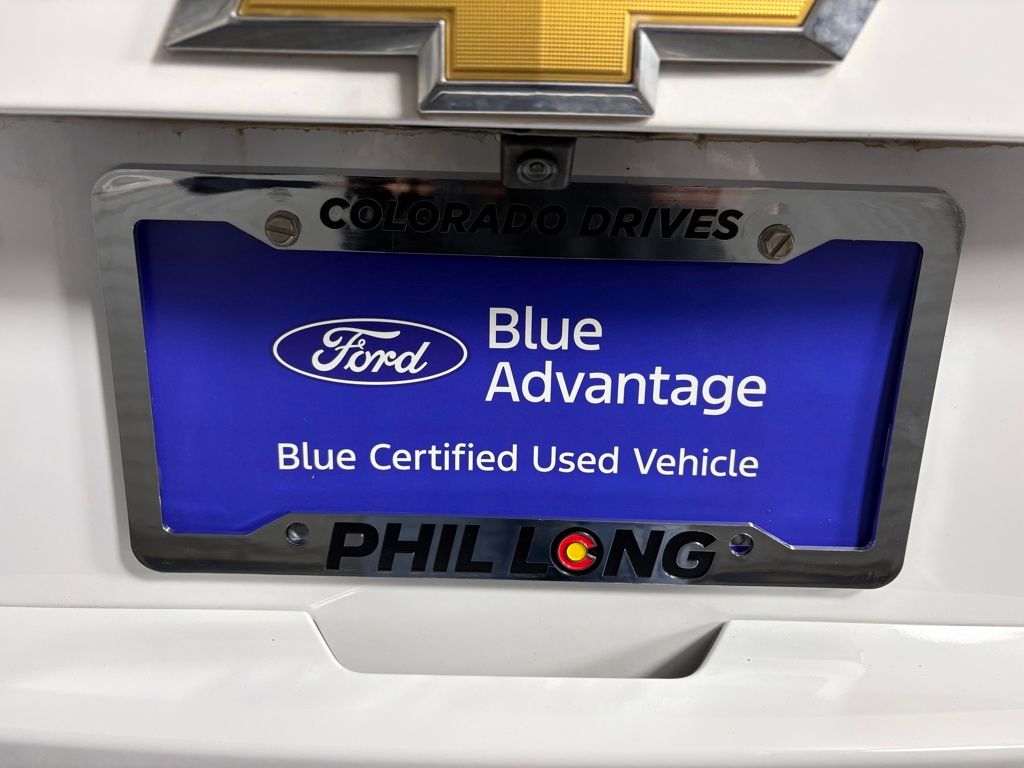 COLORADO DRIVES
Ford
Blue
Advantage
Blue Certified Used Vehicle
PHIL LONG